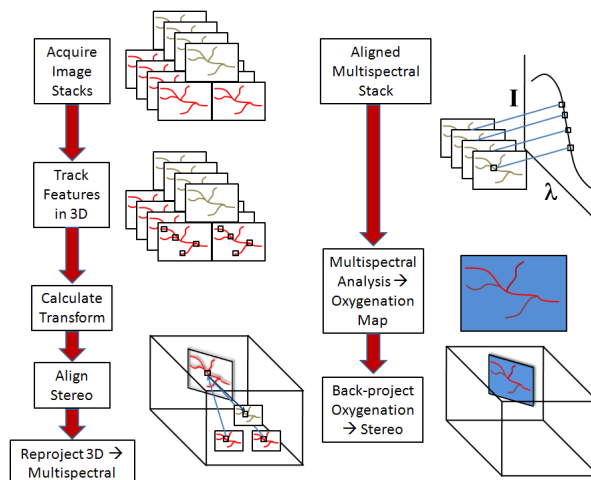 Acquire
Image
Stacks
Track
Features
in 3D
Calculate
Transform
Align
Stereo
Reproject 3D →
Multispectral
Aligned
Multispectral
Stack
Multispectral
Analysis →
Oxygenation
Map
Back-project
Oxygenation
→ Stereo
I
λ